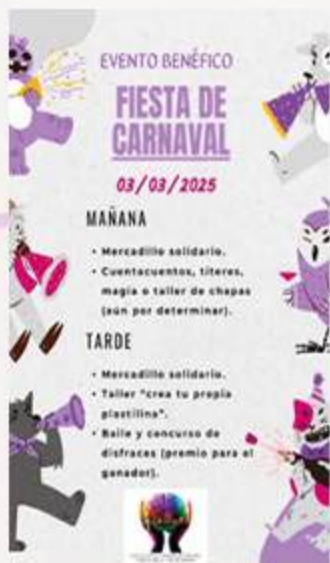 EVENTO BENÉFICO
FIESTA DE
CARNAVAL
03/03/2025
MAÑANA
• Mercadillo solidario.
• Cuentacuentos, títeres,
magia o taller de chapas
(aún por determinar).
TARDE
• Mercadillo solidario.
• Taller "crea tu propia
plastilina".
• Baile y concurso de
disfraces (premio para el
ganador).